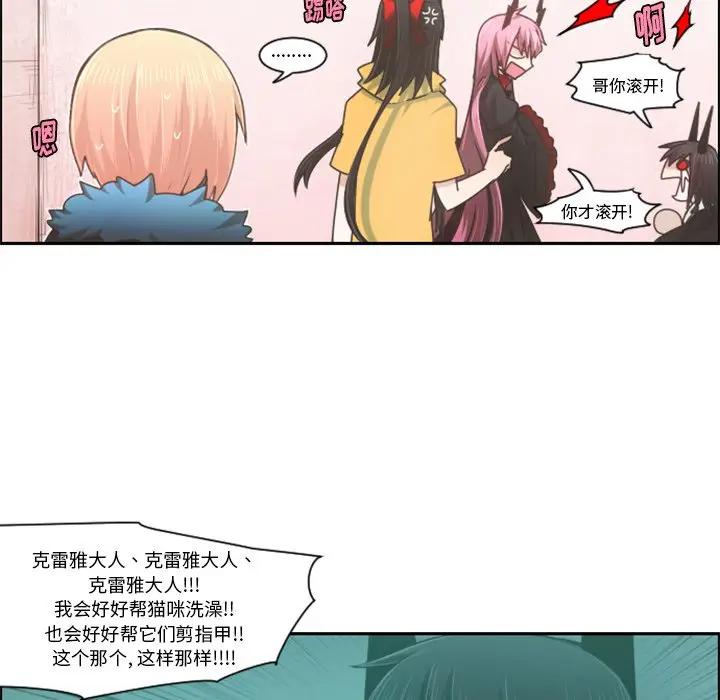 踢嗒
.........
啊
哥你滚开!
嗯
你才滚开!
克雷雅大人、克雷雅大人、
克雷雅大人!!!
我会好好帮猫咪洗澡!!
也会好好帮它们剪指甲!!
这个那个, 这样那样!!!!